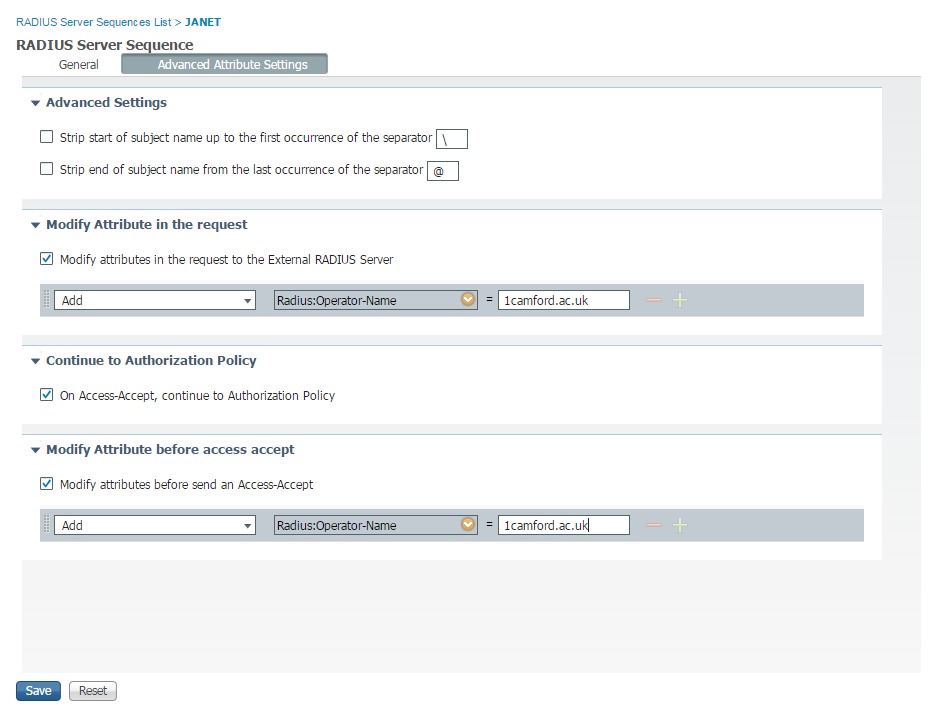 RADIUS Server Sequences List > JANET
RADIUS Server Sequence
General Advanced Attribute Settings
Advanced Settings
Strip start of subject name up to the first occurrence of the separator \
Strip end of subject name from the last occurrence of the separator @
Modify Attribute in the request
Modify attributes in the request to the External RADIUS Server
Add Radius:Operator-Name = 1camford.ac.uk
Continue to Authorization Policy
On Access-Accept, continue to Authorization Policy
Modify Attribute before access accept
Modify attributes before send an Access-Accept
Add Radius:Operator-Name = 1camford.ac.uk
Save Reset